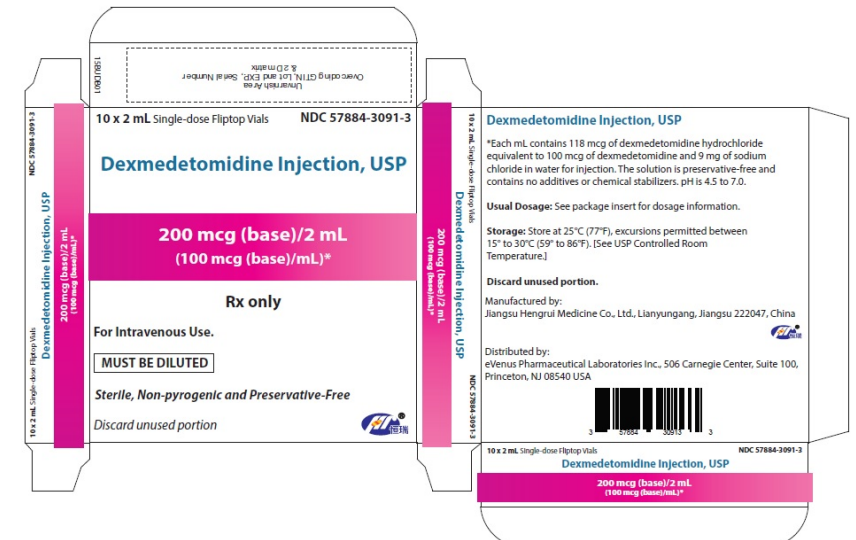 15BUDB01
Unvarnish Area
Overcoding GTIN, Lot and EXP, Serial Number
& 2D matrix
NDC 57884-3091-3
10 x 2 mL Single-dose Fliptop Vials
Dexmedetomidine Injection, USP
200 mcg (base)/2 mL
(100 mcg (base)/mL)*
10 x 2 mL Single-dose Fliptop Vials NDC 57884-3091-3
Dexmedetomidine Injection, USP
200 mcg (base)/2 mL
(100 mcg (base)/mL)*
Rx only
For Intravenous Use.
MUST BE DILUTED
Sterile, Non-pyrogenic and Preservative-Free
Discard unused portion
®
恒瑞
10 x 2 mL Single-dose Fliptop Vials
NDC 57884-3091-3
Dexmedetomidine Injection, USP
200 mcg (base)/2 mL
(100 mcg (base)/mL)*
Dexmedetomidine Injection, USP
*Each mL contains 118 mcg of dexmedetomidine hydrochloride
equivalent to 100 mcg of dexmedetomidine and 9 mg of sodium
chloride in water for injection. The solution is preservative-free and
contains no additives or chemical stabilizers. pH is 4.5 to 7.0.
Usual Dosage: See package insert for dosage information.
Storage: Store at 25°C (77°F), excursions permitted between
15° to 30°C (59° to 86°F). [See USP Controlled Room
Temperature.]
Discard unused portion.
Manufactured by:
Jiangsu Hengrui Medicine Co., Ltd., Lianyungang, Jiangsu 222047, China
Distributed by:
eVenus Pharmaceutical Laboratories Inc., 506 Carnegie Center, Suite 100,
Princeton, NJ 08540 USA
3 57884 30913 3
10 x 2 mL Single-dose Fliptop Vials NDC 57884-3091-3
Dexmedetomidine Injection, USP
200 mcg (base)/2 mL
(100 mcg (base)/mL)*